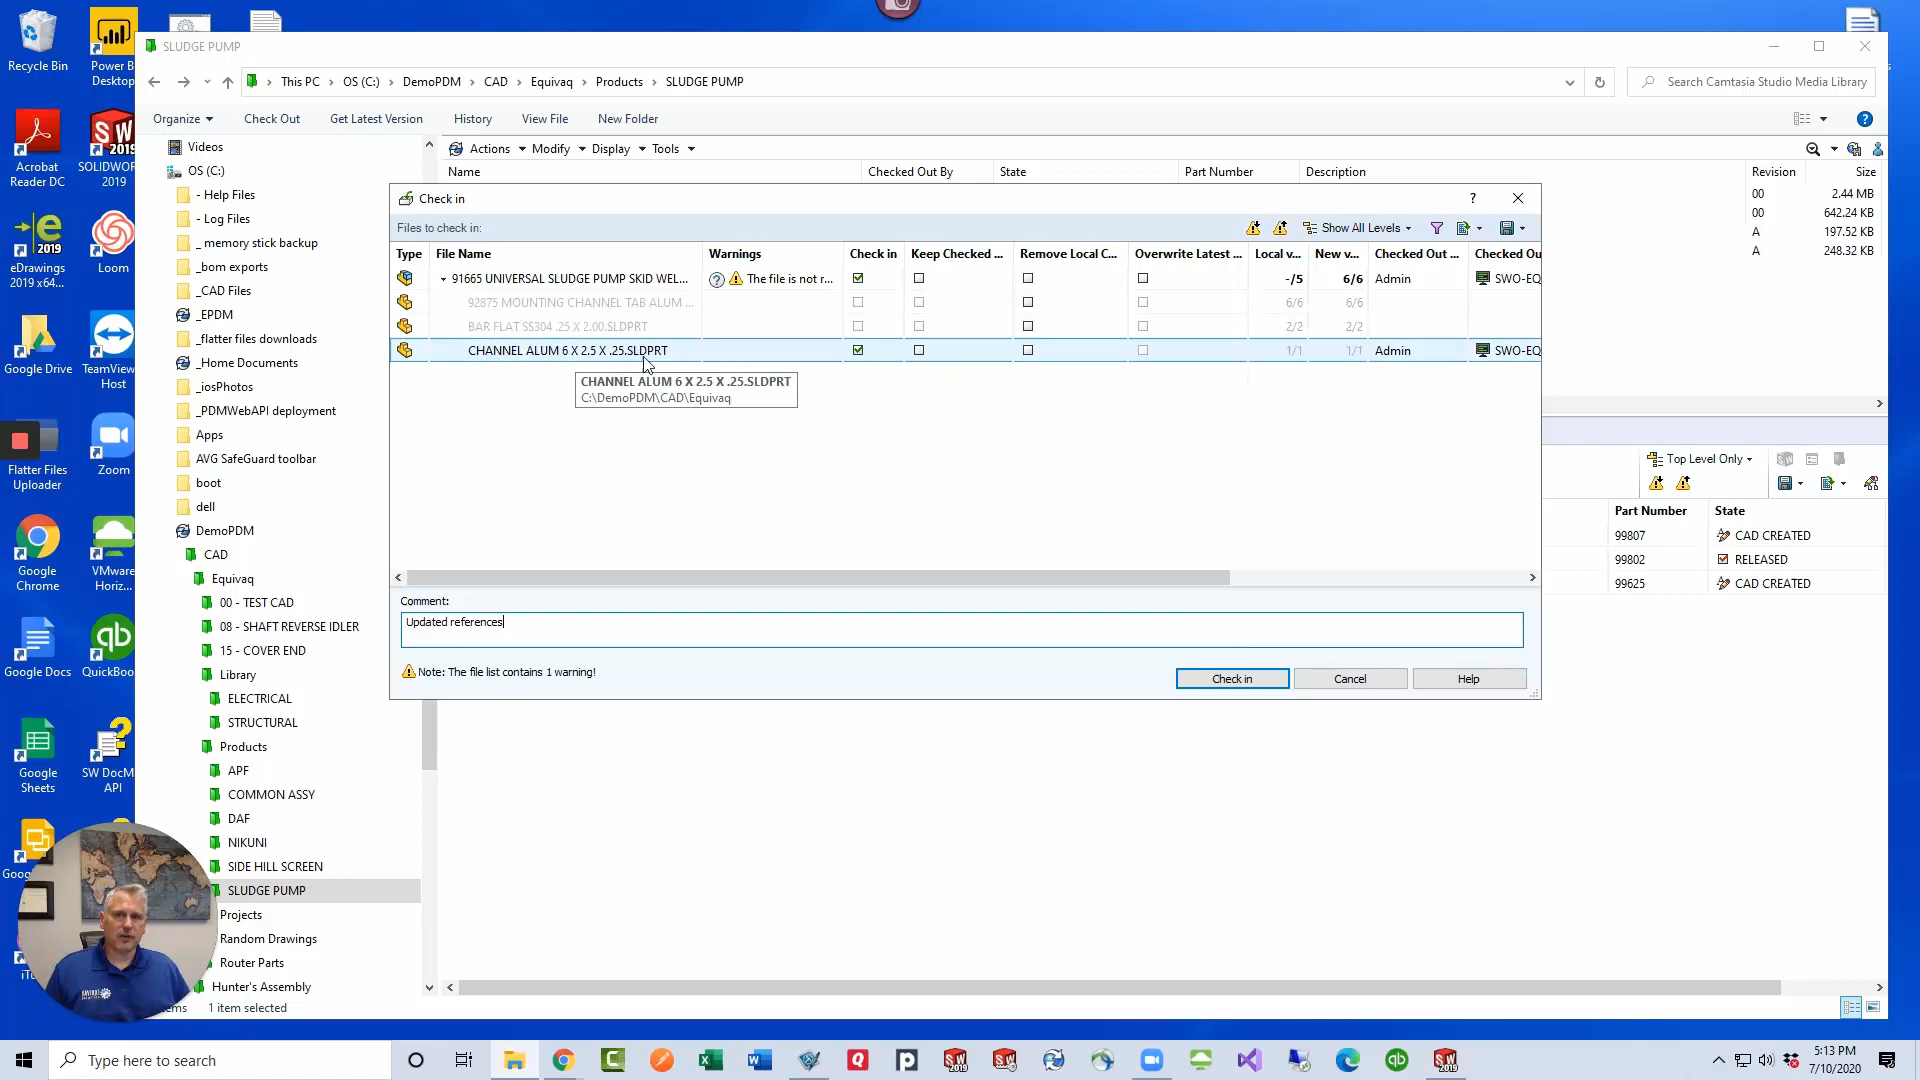 Recycle Bin
Power B
Desktop
Acrobat
Reader DC
SOLIDWOR
2019
eDrawings
2019 x64...
Loom
Google Drive
TeamView
Host
Flatter Files
Uploader
Zoom
Google
Chrome
VMware
Horiz...
Google Docs
QuickBoo
Google
Sheets
SW DocM
API
SLUDGE PUMP
This PC > OS (C:) > DemoPDM > CAD > Equivaq > Products > SLUDGE PUMP
Search Camtasia Studio Media Library
Organize
Check Out
Get Latest Version
History
View File
New Folder
Videos
OS (C:)
- Help Files
- Log Files
_ memory stick backup
_bom exports
_CAD Files
_EPDM
_flatter files downloads
_Home Documents
_iosPhotos
_PDMWebAPI deployment
Apps
AVG SafeGuard toolbar
boot
dell
DemoPDM
CAD
Equivaq
00 - TEST CAD
08 - SHAFT REVERSE IDLER
15 - COVER END
Library
ELECTRICAL
STRUCTURAL
Products
APF
COMMON ASSY
DAF
NIKUNI
SIDE HILL SCREEN
SLUDGE PUMP
Projects
Random Drawings
Router Parts
Hunter's Assembly
1 item selected
Actions Modify Display Tools
Name Checked Out By State Part Number Description Revision Size
00 2.44 MB
00 642.24 KB
A 197.52 KB
A 248.32 KB
Check in
Files to check in:
Show All Levels
Type File Name Warnings Check in Keep Checked ... Remove Local C... Overwrite Latest ... Local v... New v... Checked Out ... Checked Ou
91665 UNIVERSAL SLUDGE PUMP SKID WEL... The file is not r... -/5 6/6 Admin SWO-EQ
92875 MOUNTING CHANNEL TAB ALUM ... 6/6 6/6
BAR FLAT SS304 .25 X 2.00.SLDPRT 2/2 2/2
CHANNEL ALUM 6 X 2.5 X .25.SLDPRT 1/1 1/1 Admin SWO-EQ
CHANNEL ALUM 6 X 2.5 X .25.SLDPRT
C:\DemoPDM\CAD\Equivaq
Comment:
Updated references
Note: The file list contains 1 warning!
Check in
Cancel
Help
Top Level Only
Part Number State
99807 CAD CREATED
99802 RELEASED
99625 CAD CREATED
Type here to search
5:13 PM
7/10/2020